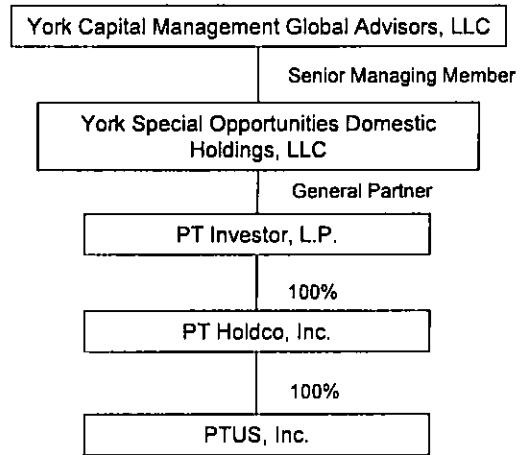 York Capital Management Global Advisors, LLC
Senior Managing Member
York Special Opportunities Domestic
Holdings, LLC
General Partner
PT Investor, L.P.
100%
PT Holdco, Inc.
100%
PTUS, Inc.